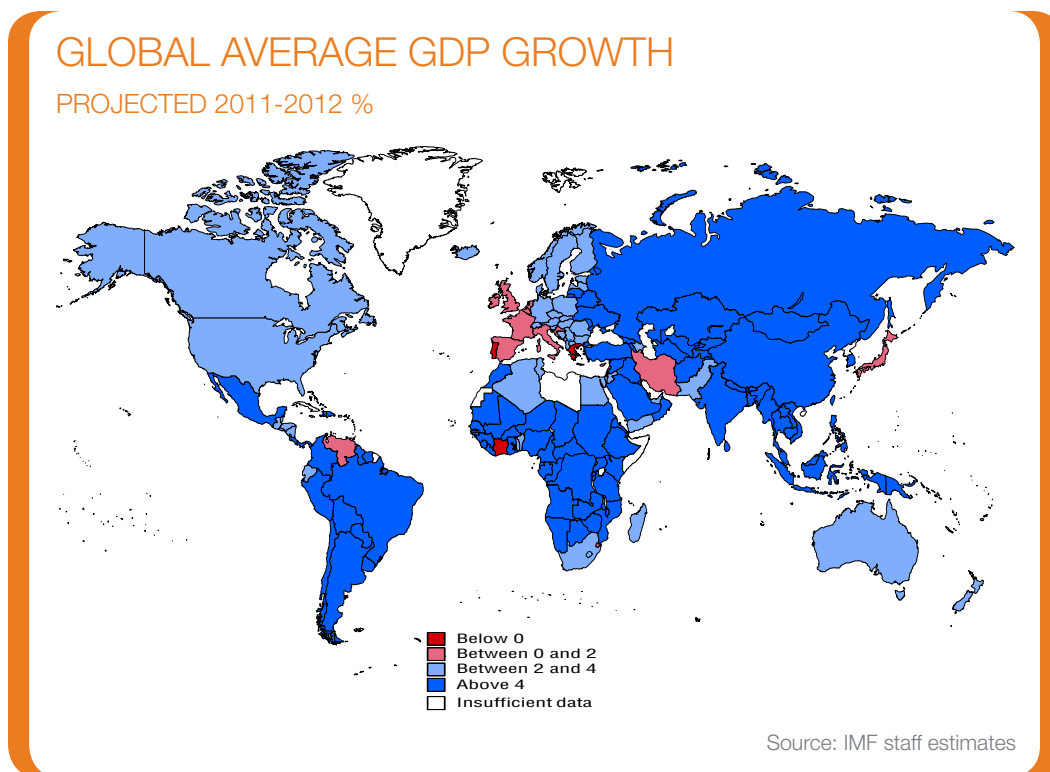 GLOBAL AVERAGE GDP GROWTH
PROJECTED 2011-2012 %
Below 0
Between 0 and 2
Between 2 and 4
Above 4
Insufficient data
Source: IMF staff estimates